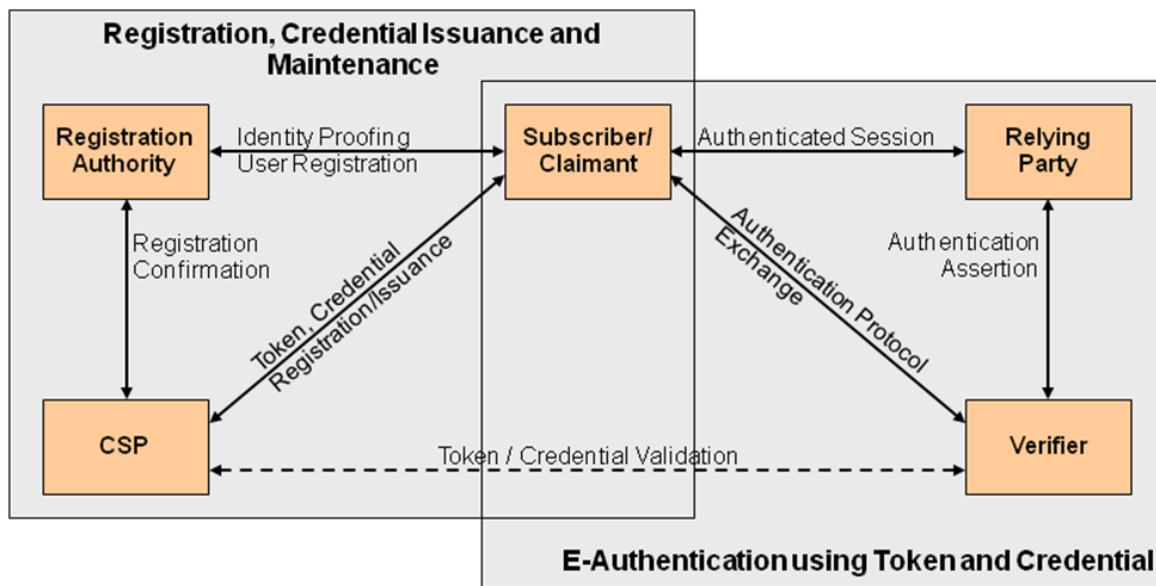 Registration, Credential Issuance and
Maintenance
Registration
Authority
Identity Proofing
User Registration
Subscriber/
Claimant
Authenticated Session
Relying
Party
Registration
Confirmation
Token, Credential
Registration/Issuance
Authentication Protocol
Exchange
Authentication
Assertion
CSP
Token / Credential Validation
Verifier
E-Authentication using Token and Credential